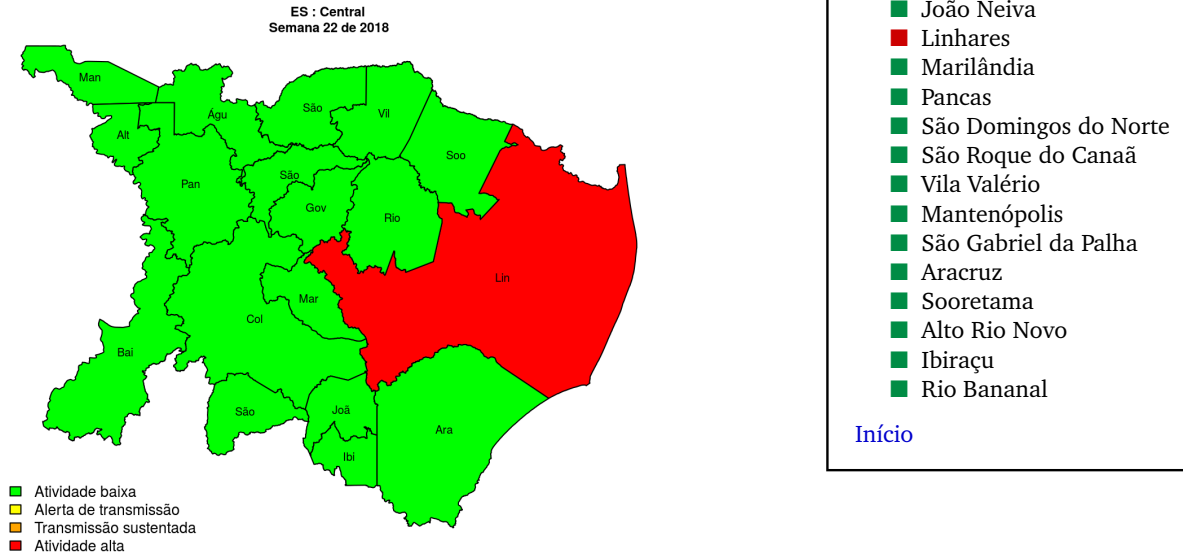 ES : Central
Semana 22 de 2018
Man
Águ
São
Vil
Alt
Soo
Pan
São
Gov
Rio
Lin
Mar
Col
Bai
São
Joã
Ara
Ibi
Atividade baixa
Alerta de transmissão
Transmissão sustentada
Atividade alta
João Neiva
Linhares
Marilândia
Pancas
São Domingos do Norte
São Roque do Canaã
Vila Valério
Mantenópolis
São Gabriel da Palha
Aracruz
Sooretama
Alto Rio Novo
Ibiraçu
Rio Bananal
Início